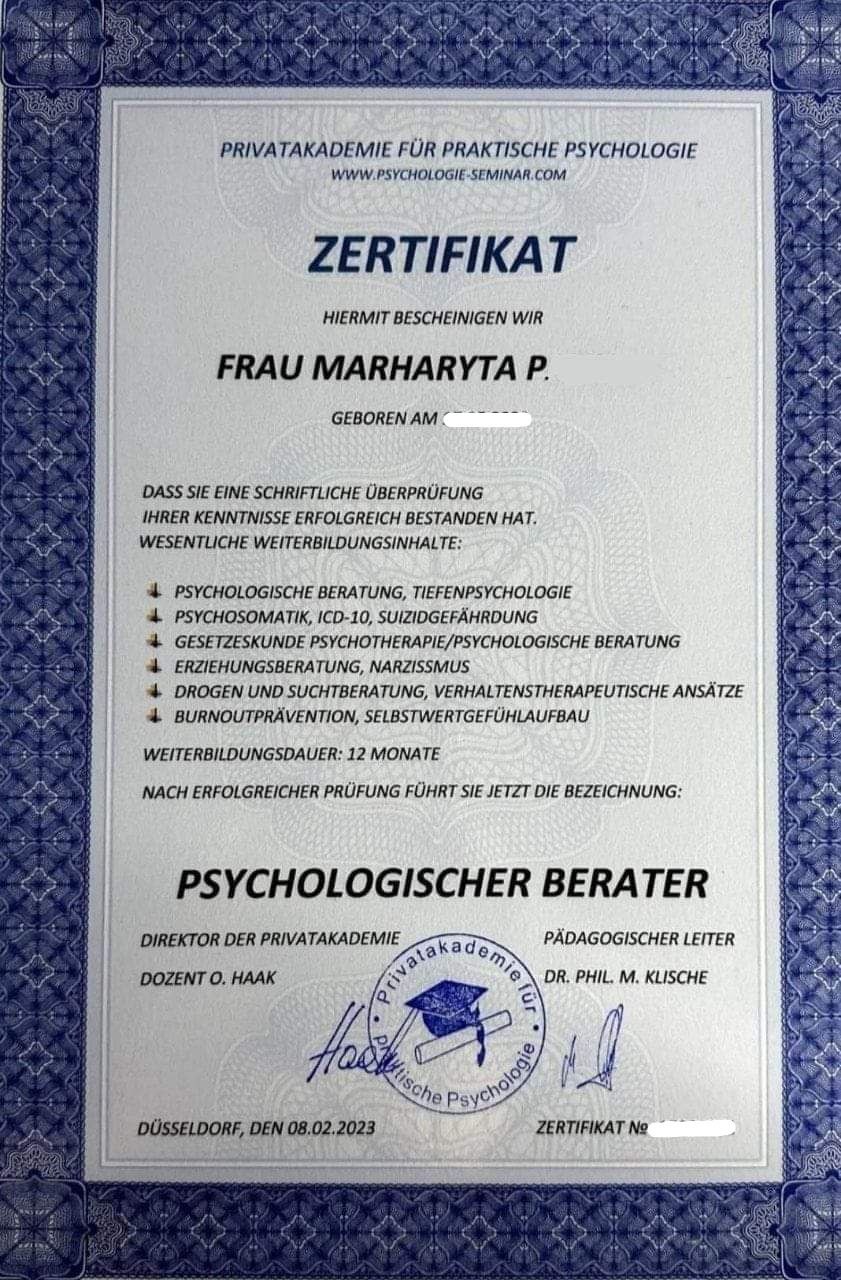 PRIVATAKADEMIE FÜR PRAKTISCHE PSYCHOLOGIE
WWW.PSYCHOLOGIE-SEMINAR.COM
ZERTIFIKAT
HIERMIT BESCHEINIGEN WIR
FRAU MARHARYTA P.
GEBOREN AM
DASS SIE EINE SCHRIFTLICHE ÜBERPRÜFUNG
IHRER KENNTNISSE ERFOLGREICH BESTANDEN HAT.
WESENTLICHE WEITERBILDUNGSINHALTE:
PSYCHOLOGISCHE BERATUNG, TIEFENPSYCHOLOGIE
PSYCHOSOMATIK, ICD-10, SUIZIDGEFÄHRDUNG
GESETZESKUNDE PSYCHOTHERAPIE/PSYCHOLOGISCHE BERATUNG
ERZIEHUNGSBERATUNG, NARZISSMUS
DROGEN UND SUCHTBERATUNG, VERHALTENSTHERAPEUTISCHE ANSÄTZE
BURNOUTPRÄVENTION, SELBSTWERTGEFÜHLAUFBAU
WEITERBILDUNGSDAUER: 12 MONATE
NACH ERFOLGREICHER PRÜFUNG FÜHRT SIE JETZT DIE BEZEICHNUNG:
PSYCHOLOGISCHER BERATER
DIREKTOR DER PRIVATAKADEMIE
PÄDAGOGISCHER LEITER
DOZENT O. HAAK
DR. PHIL. M. KLISCHE
Privatakademie für
Praktische Psychologie
Haak
DÜSSELDORF, DEN 08.02.2023
ZERTIFIKAT №